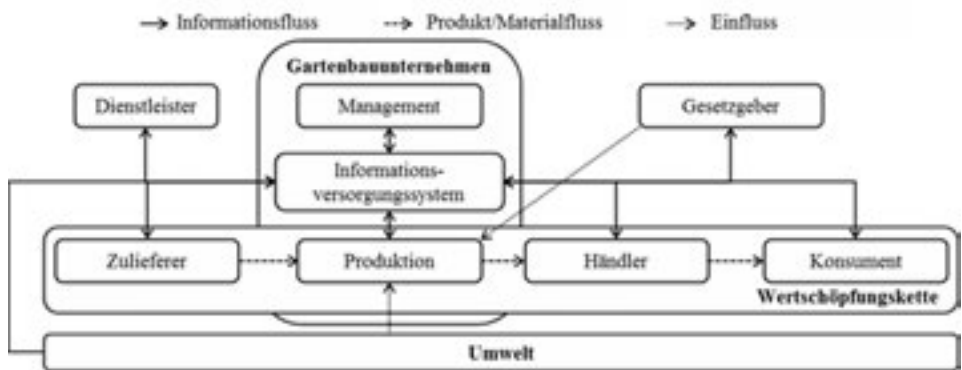 Informationsfluss Produkt/Materialfluss Einfluss
Gartenbauunternehmen
Dienstleister Management Gesetzgeber
Informations-
versorgungssystem
Zulieferer Produktion Händler Konsument
Wertschöpfungskette
Umwelt